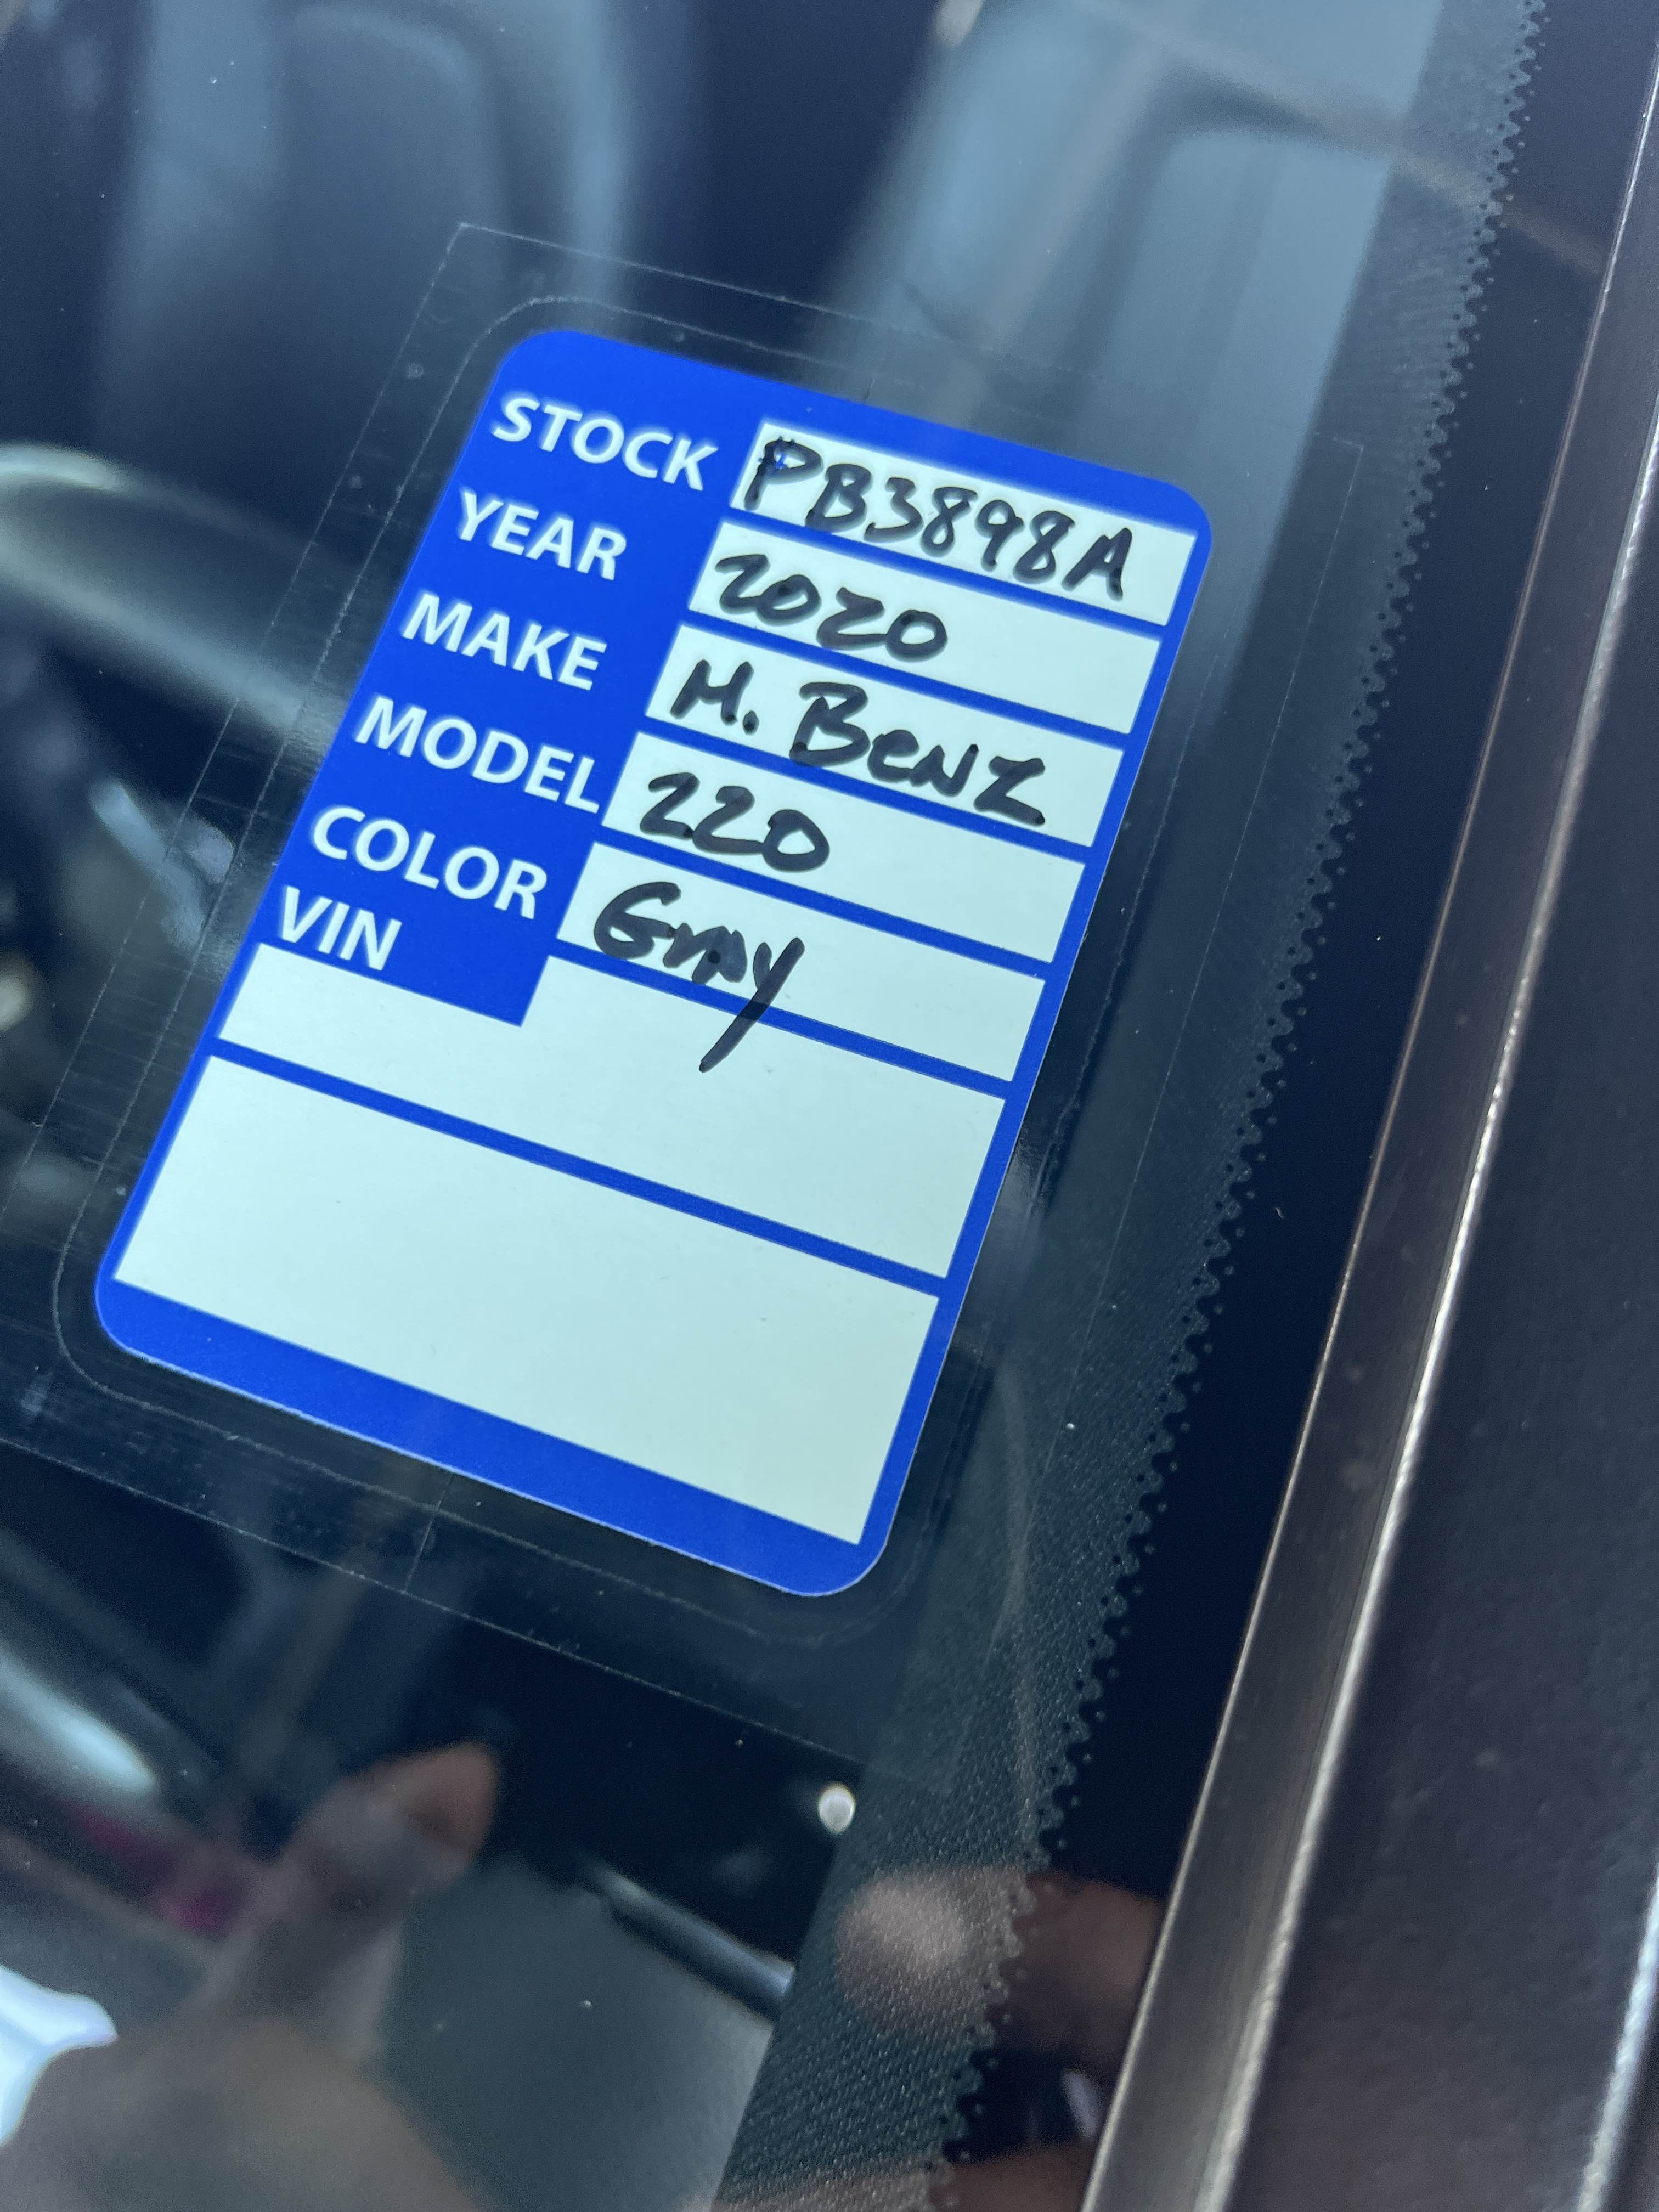 STOCK PB3898A
YEAR 2020
MAKE M. BENZ
MODEL 220
COLOR Gray
VIN